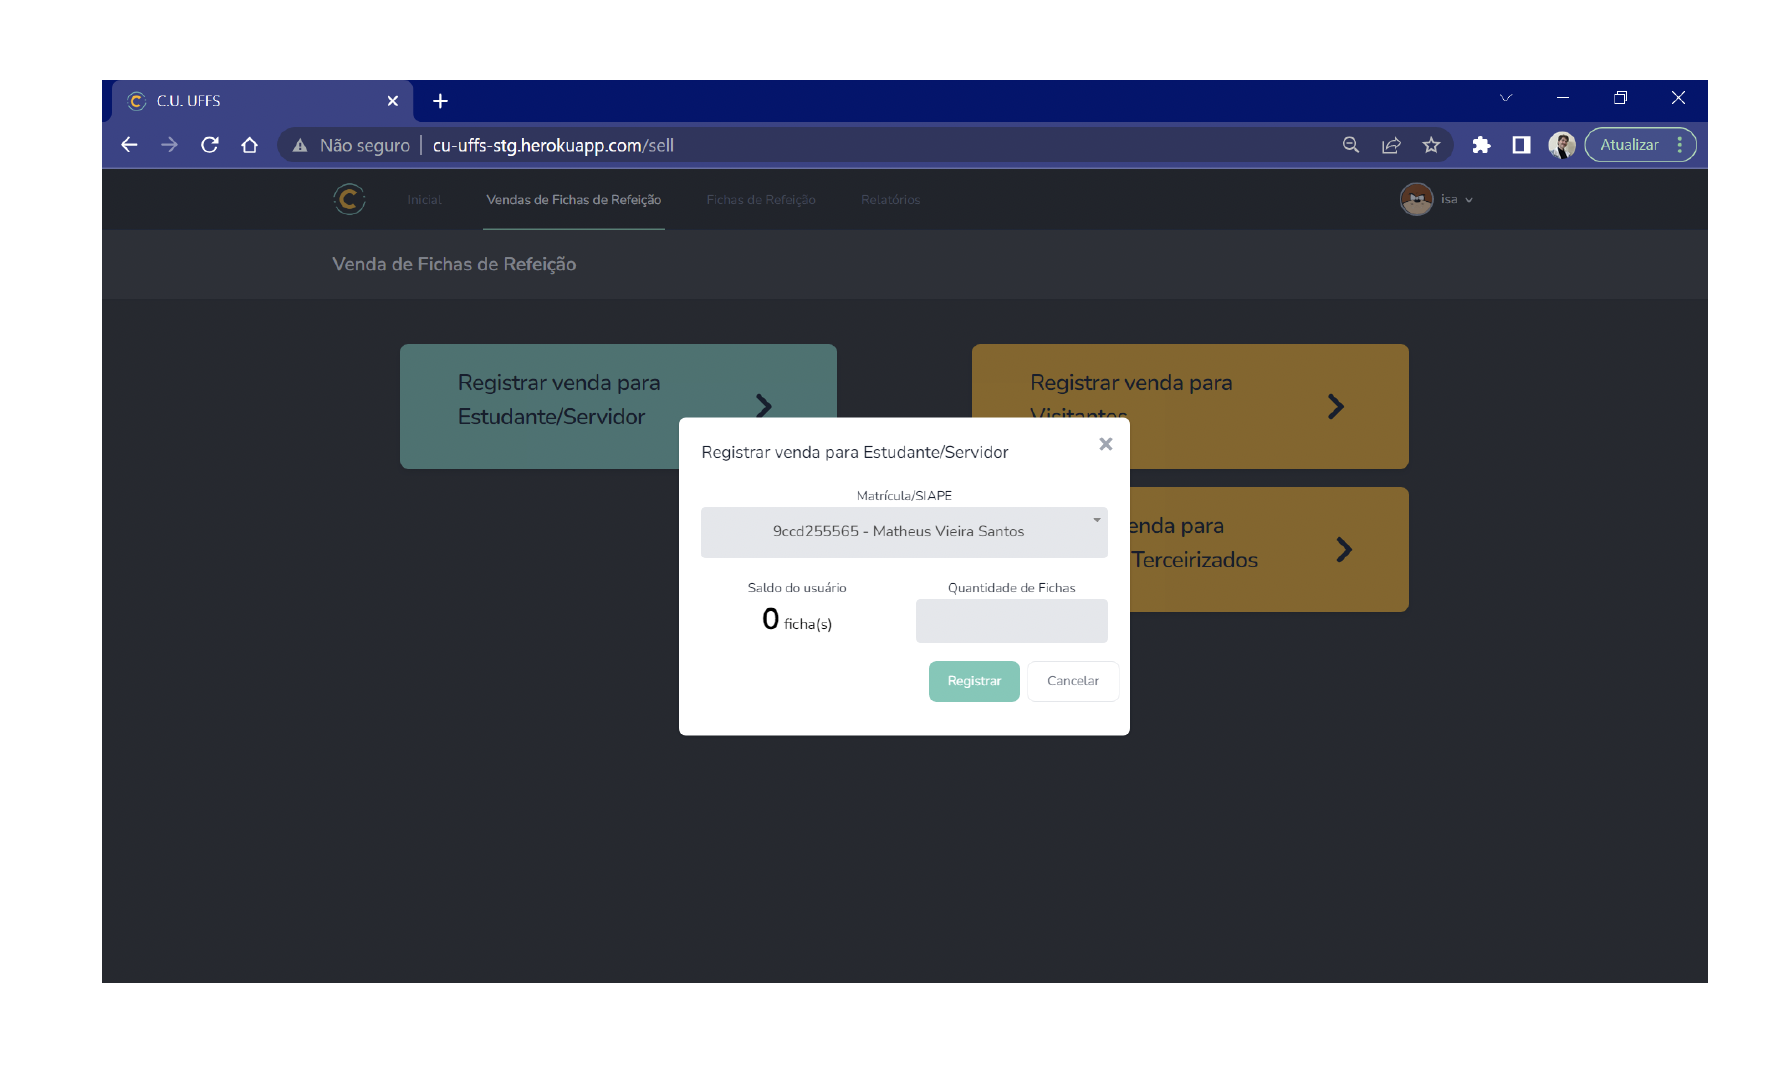 C.U. UFFS
Não seguro | cu-uffs-stg.herokuapp.com/sell
Atualizar
Inicial Vendas de Fichas de Refeição Fichas de Refeição Relatórios isa
Venda de Fichas de Refeição
Registrar venda para
Estudante/Servidor
Registrar venda para
Visitantes
Registrar venda para Estudante/Servidor
Matrícula/SIAPE
9ccd255565 - Matheus Vieira Santos
enda para
Terceirizados
Saldo do usuário
0 ficha(s)
Quantidade de Fichas
Registrar Cancelar